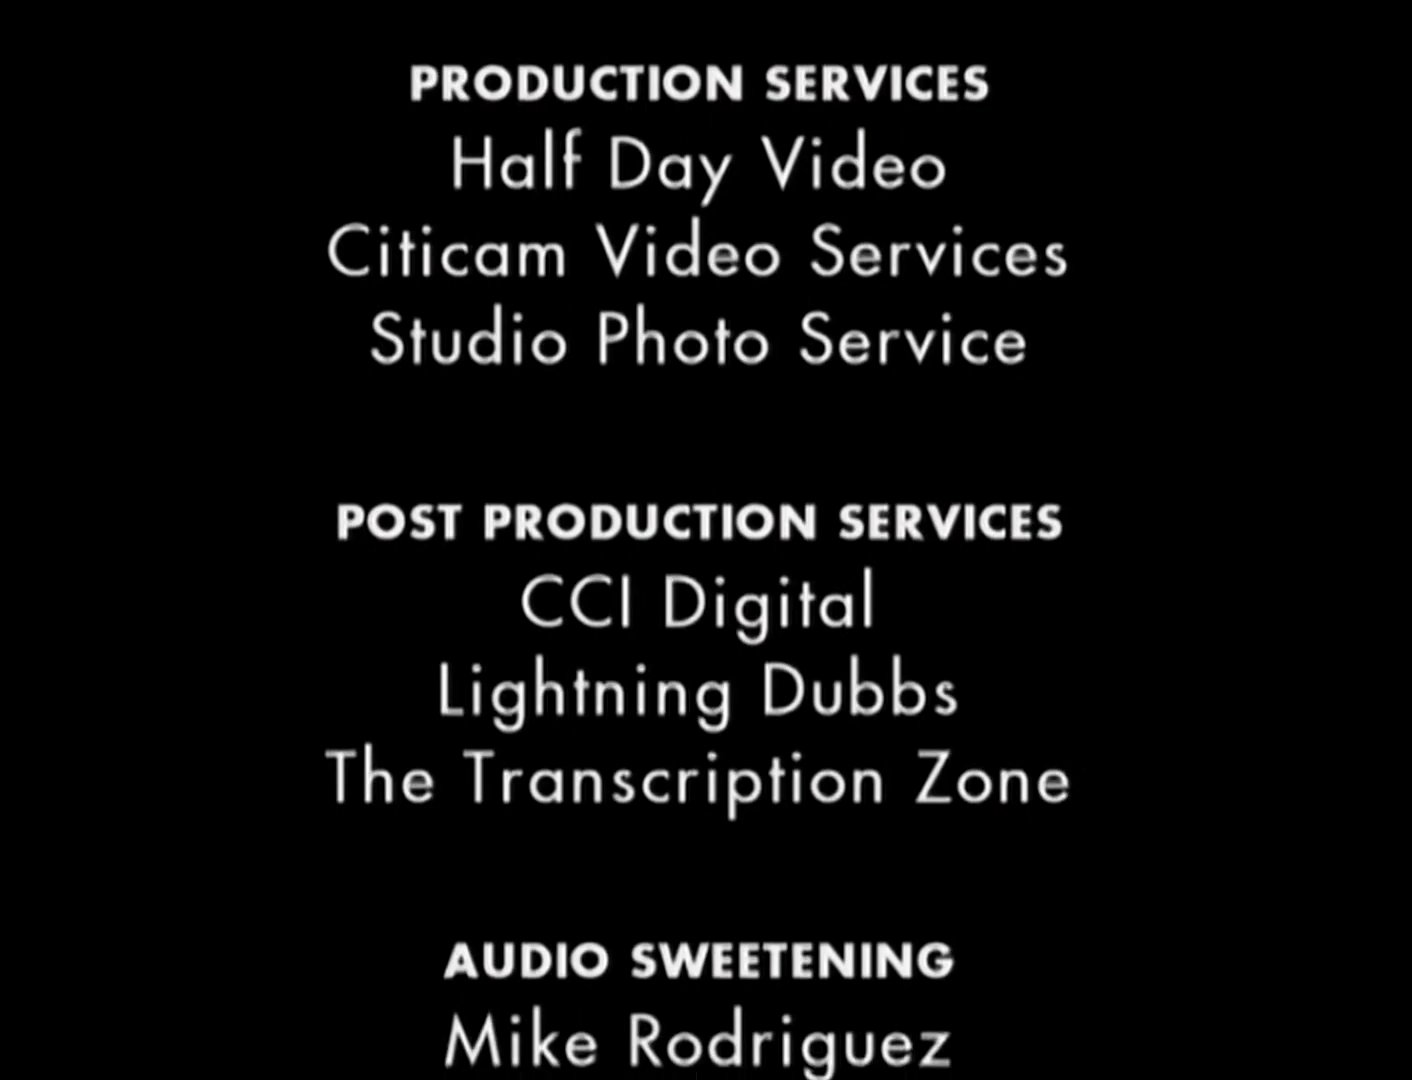 PRODUCTION SERVICES
Half Day Video
Citicam Video Services
Studio Photo Service
POST PRODUCTION SERVICES
CCI Digital
Lightning Dubbs
The Transcription Zone
AUDIO SWEETENING
Mike Rodriguez